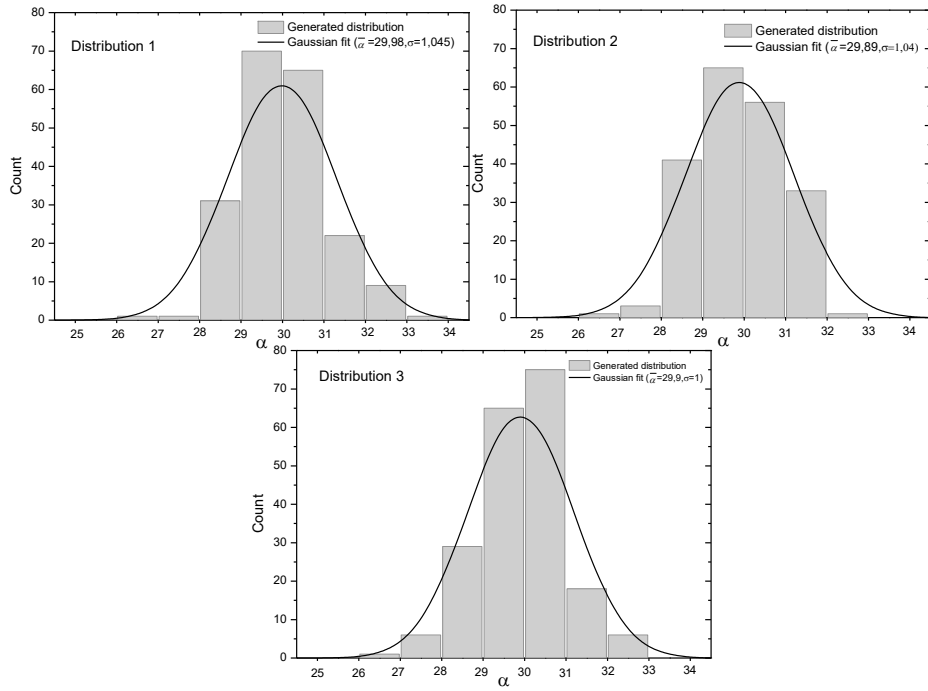 Distribution 1
Generated distribution
Gaussian fit (α̅=29,98,σ=1,045)
Count
80
70
60
50
40
30
20
10
0
25 26 27 28 29 30 31 32 33 34
α
Distribution 2
Generated distribution
Gaussian fit (α̅=29,89,σ=1,04)
Count
80
70
60
50
40
30
20
10
0
25 26 27 28 29 30 31 32 33 34
α
Distribution 3
Generated distribution
Gaussian fit (α̅=29,9,σ=1)
Count
80
70
60
50
40
30
20
10
0
25 26 27 28 29 30 31 32 33 34
α